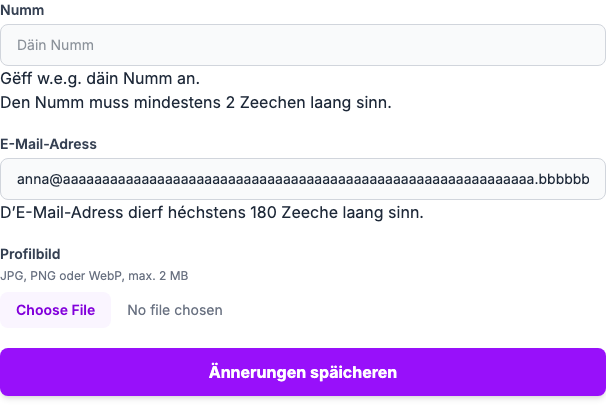 Numm
Däin Numm
Gëff w.e.g. däin Numm an.
Den Numm muss mindestens 2 Zeechen laang sinn.
E-Mail-Adress
anna@aaaaaaaaaaaaaaaaaaaaaaaaaaaaaaaaaaaaaaaaaaaaaaaaaaaaaaaaaaaa.bbbbbb
D’E-Mail-Adress dierf héchstens 180 Zeeche laang sinn.
Profilbild
JPG, PNG oder WebP, max. 2 MB
Choose File No file chosen
Ännerungen späicheren